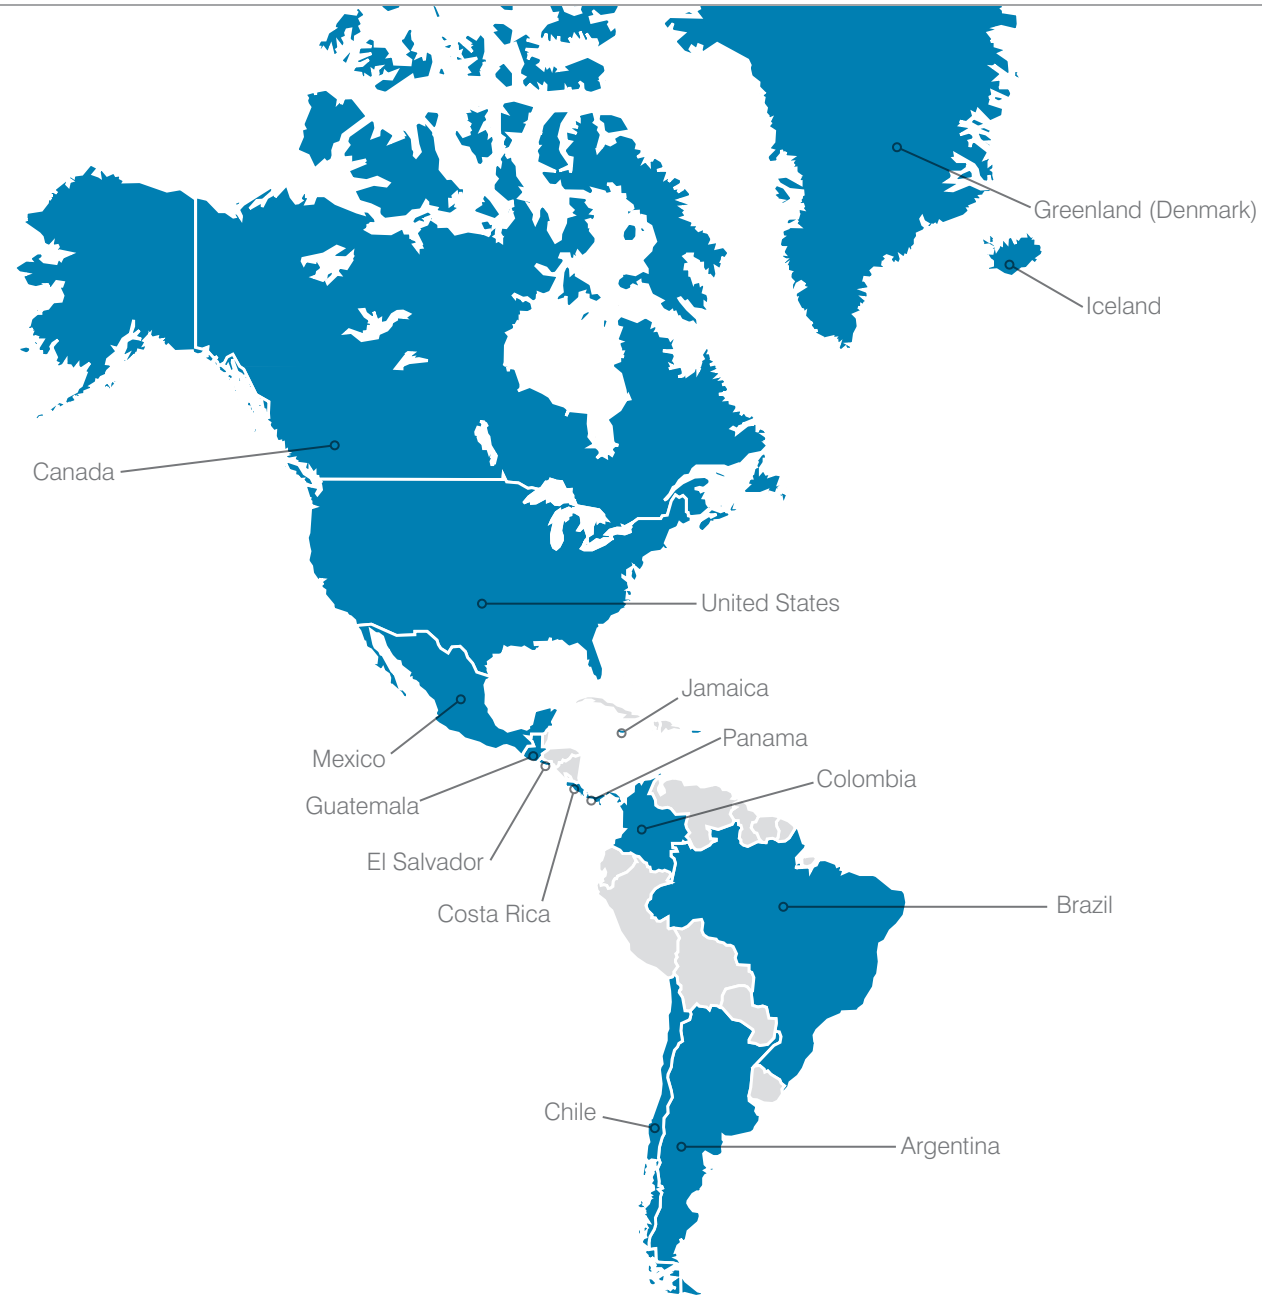 Greenland (Denmark)
Iceland
Canada
United States
Jamaica
Panama
Mexico
Colombia
Guatemala
El Salvador
Costa Rica
Brazil
Chile
Argentina